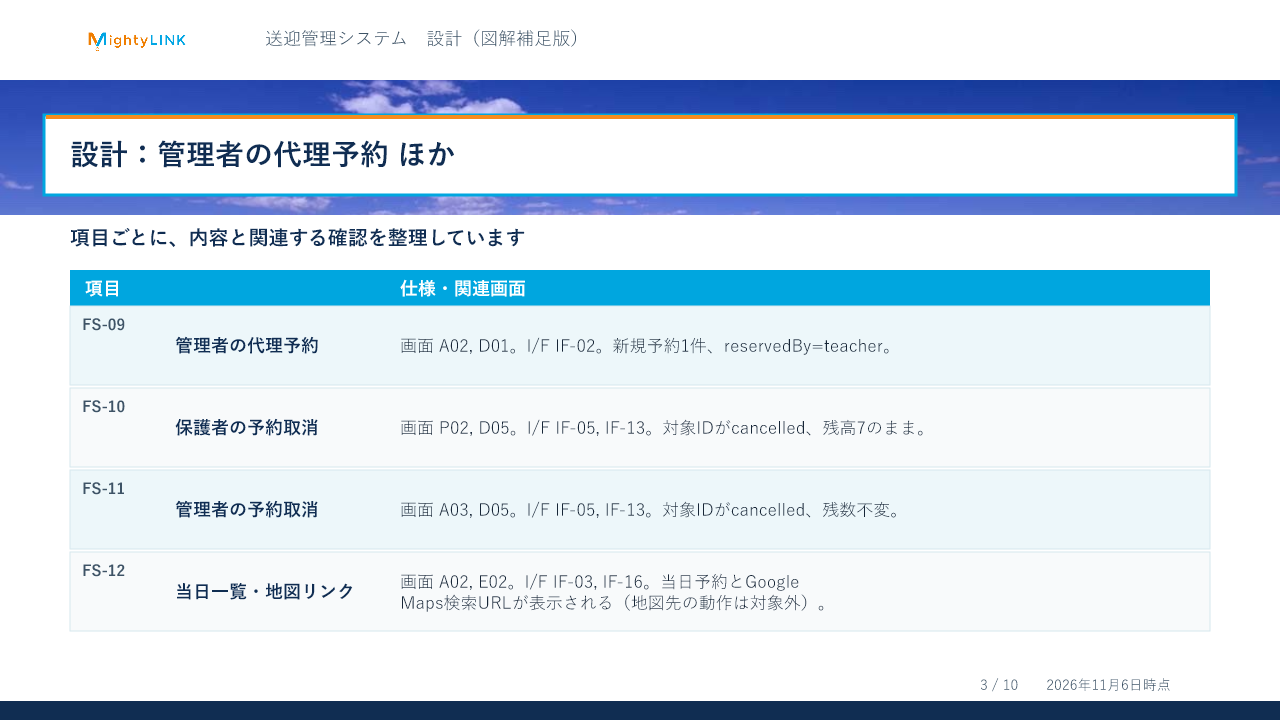 MightyLINK
送迎管理システム　設計（図解補足版）
設計：管理者の代理予約 ほか
項目ごとに、内容と関連する確認を整理しています
項目 仕様・関連画面
FS-09
管理者の代理予約 画面 A02, D01。I/F IF-02。新規予約1件、reservedBy=teacher。
FS-10
保護者の予約取消 画面 P02, D05。I/F IF-05, IF-13。対象IDがcancelled、残高7のまま。
FS-11
管理者の予約取消 画面 A03, D05。I/F IF-05, IF-13。対象IDがcancelled、残数不変。
FS-12
当日一覧・地図リンク 画面 A02, E02。I/F IF-03, IF-16。当日予約とGoogle
Maps検索URLが表示される（地図先の動作は対象外）。
3 / 10 2026年11月6日時点